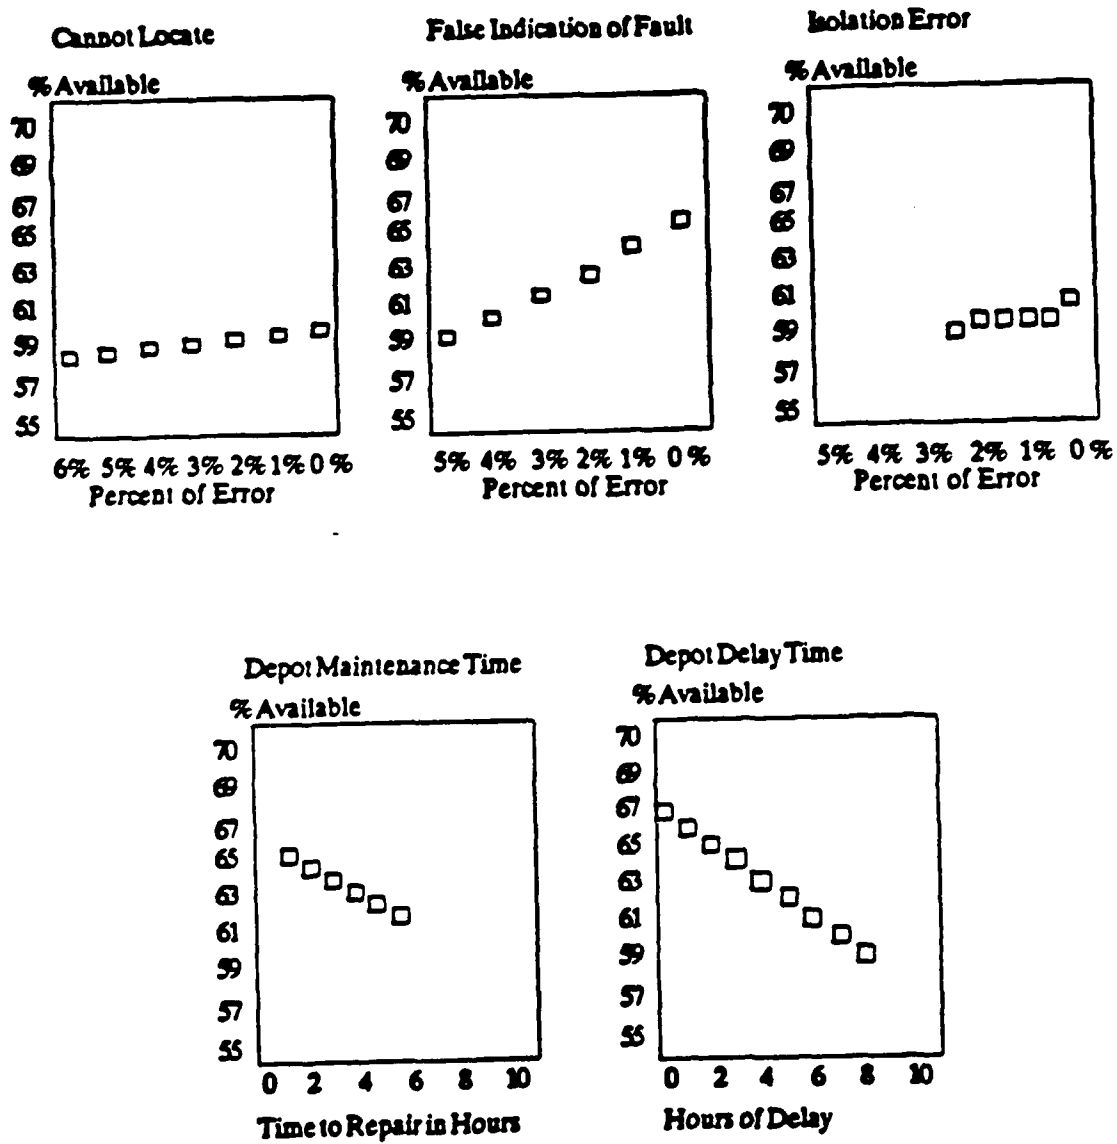 Cannot Locate
% Available
70
69
67
65
63
61
59
57
55
6% 5% 4% 3% 2% 1% 0 %
Percent of Error
False Indication of Fault
% Available
70
69
67
65
63
61
59
57
55
5% 4% 3% 2% 1% 0 %
Percent of Error
Isolation Error
% Available
70
69
67
65
63
61
59
57
55
5% 4% 3% 2% 1% 0 %
Percent of Error
Depot Maintenance Time
% Available
70
69
67
65
63
61
59
57
55
0 2 4 6 8 10
Time to Repair in Hours
Depot Delay Time
% Available
70
69
67
65
63
61
59
57
55
0 2 4 6 8 10
Hours of Delay